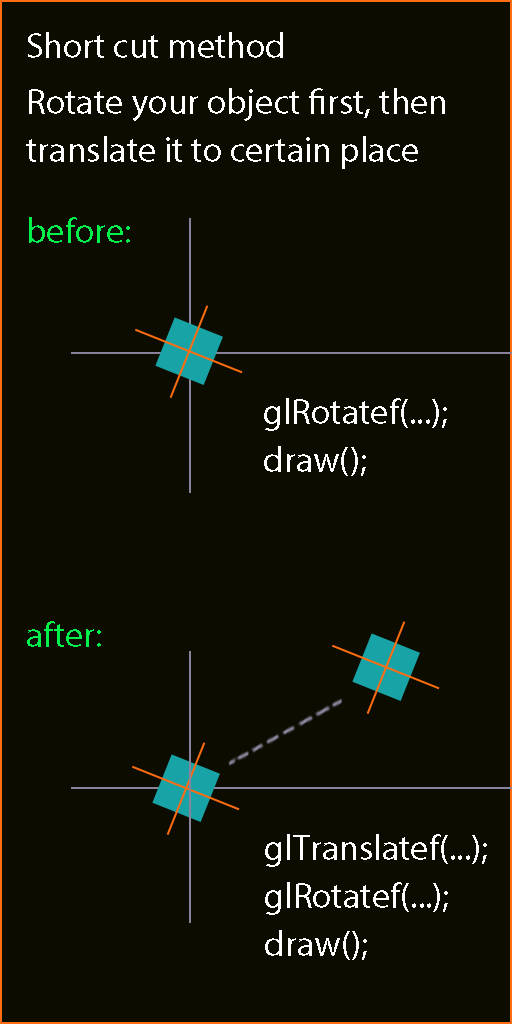 Short cut method
Rotate your object first, then
translate it to certain place
before:
glRotatef(...);
draw();
after:
glTranslatef(...);
glRotatef(...);
draw();